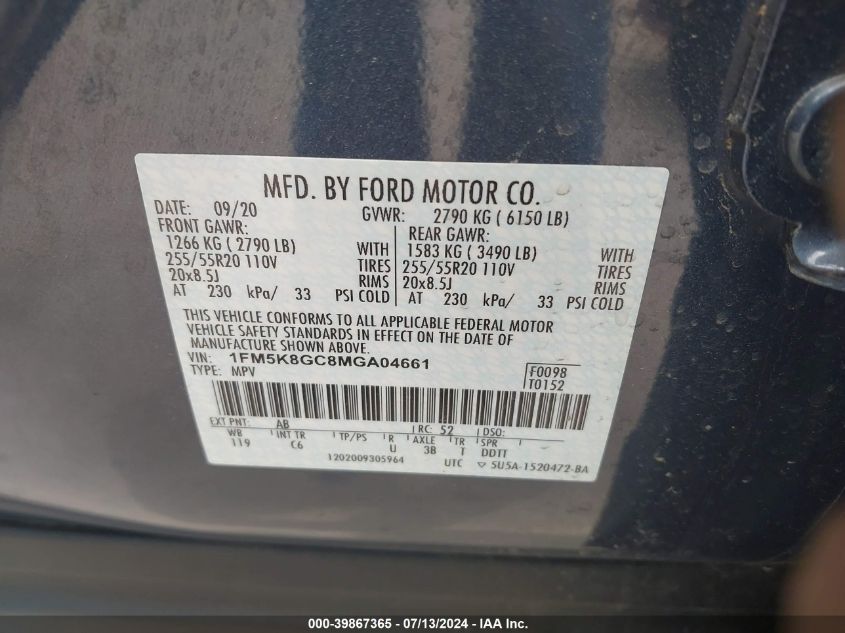 MFD. BY FORD MOTOR CO.
DATE: 09/20 GVWR: 2790 KG ( 6150 LB)
FRONT GAWR: REAR GAWR:
1266 KG ( 2790 LB) WITH 1583 KG ( 3490 LB) WITH
255/55R20 110V TIRES 255/55R20 110V TIRES
20x8.5J RIMS 20x8.5J RIMS
AT 230 kPa/ 33 PSI COLD AT 230 kPa/ 33 PSI COLD
THIS VEHICLE CONFORMS TO ALL APPLICABLE FEDERAL MOTOR
VEHICLE SAFETY STANDARDS IN EFFECT ON THE DATE OF
MANUFACTURE SHOWN ABOVE.
VIN: 1FM5K8GC8MGA04661 F0098
TYPE: MPV T0152
EXT PNT: AB RC: 52 DSO:
WB INT TR TP/PS R AXLE TR SPR
119 C6 U 3B T DDTT
1202009305964 UTC ▽ 5U5A-1520472-BA
000-39867365 - 07/13/2024 - IAA Inc.